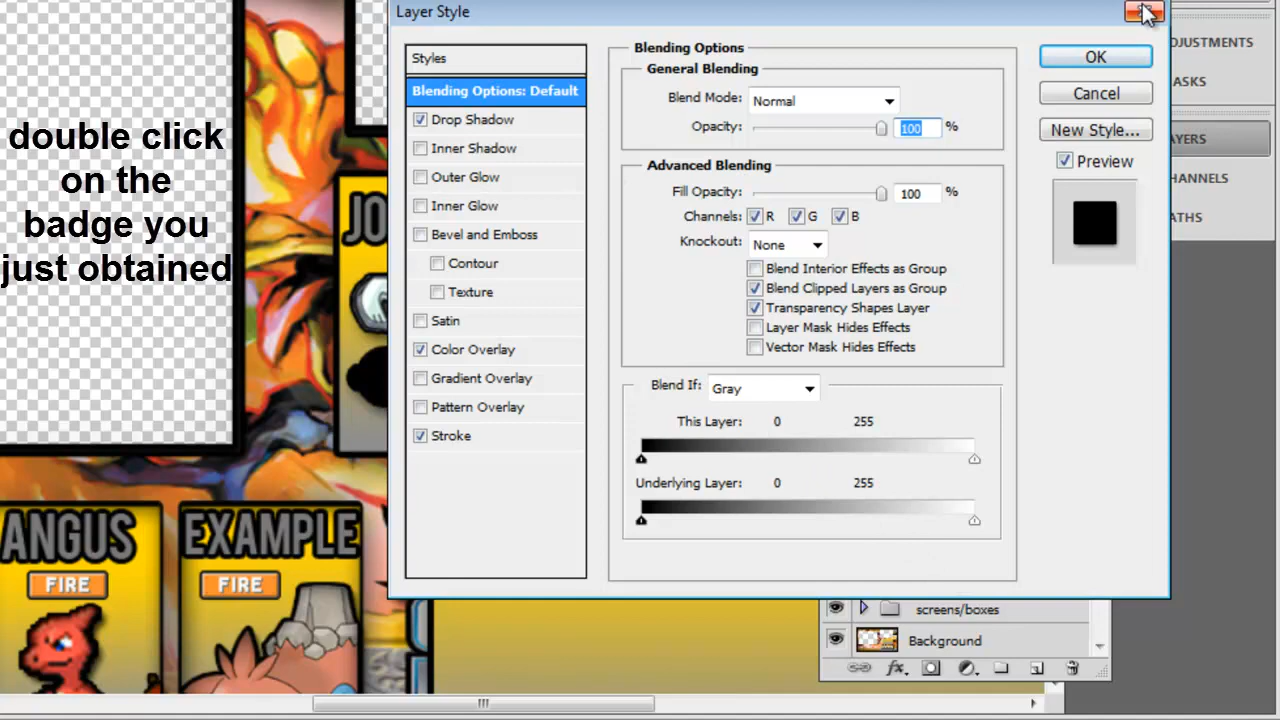 Layer Style
Styles
Blending Options: Default
Drop Shadow
Inner Shadow
Outer Glow
Inner Glow
Bevel and Emboss
Contour
Texture
Satin
Color Overlay
Gradient Overlay
Pattern Overlay
Stroke
Blending Options
General Blending
Blend Mode: Normal
Opacity: 100 %
Advanced Blending
Fill Opacity: 100 %
Channels: R G B
Knockout: None
Blend Interior Effects as Group
Blend Clipped Layers as Group
Transparency Shapes Layer
Layer Mask Hides Effects
Vector Mask Hides Effects
Blend If: Gray
This Layer: 0 255
Underlying Layer: 0 255
OK
Cancel
New Style...
Preview
double click
on the
badge you
just obtained
JO
ANGUS
FIRE
EXAMPLE
FIRE
DJUSTMENTS
ASKS
AYERS
HANNELS
ATHS
screens/boxes
Background
fx